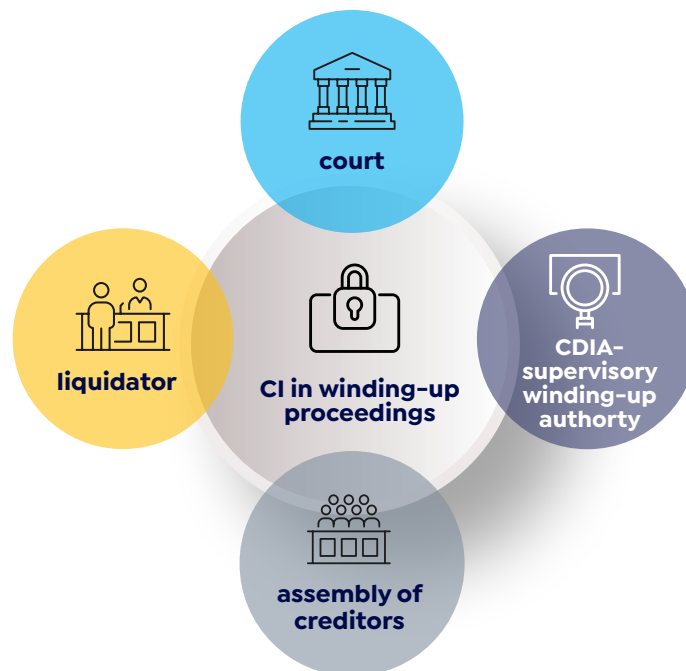 court
liquidator
CI in winding-up
proceedings
CDIA-
supervisory
winding-up
authorty
assembly of
creditors